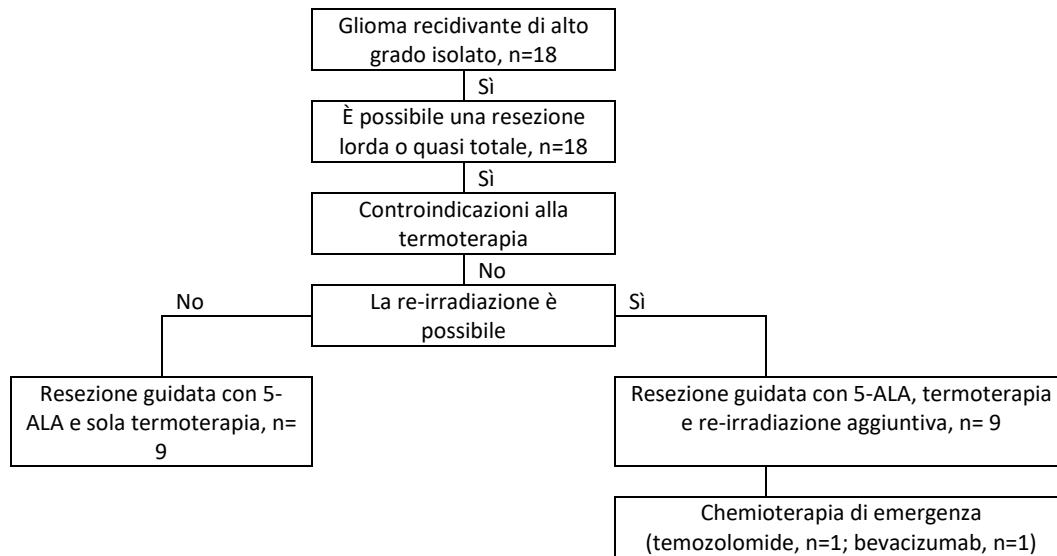 Glioma recidivante di alto
grado isolato, n=18
Sì
È possibile una resezione
lorda o quasi totale, n=18
Sì
Controindicazioni alla
termoterapia
No
No
La re-irradiazione è
possibile
Sì
Resezione guidata con 5-
ALA e sola termoterapia, n=
9
Resezione guidata con 5-ALA, termoterapia
e re-irradiazione aggiuntiva, n= 9
Chemioterapia di emergenza
(temozolomide, n=1; bevacizumab, n=1)